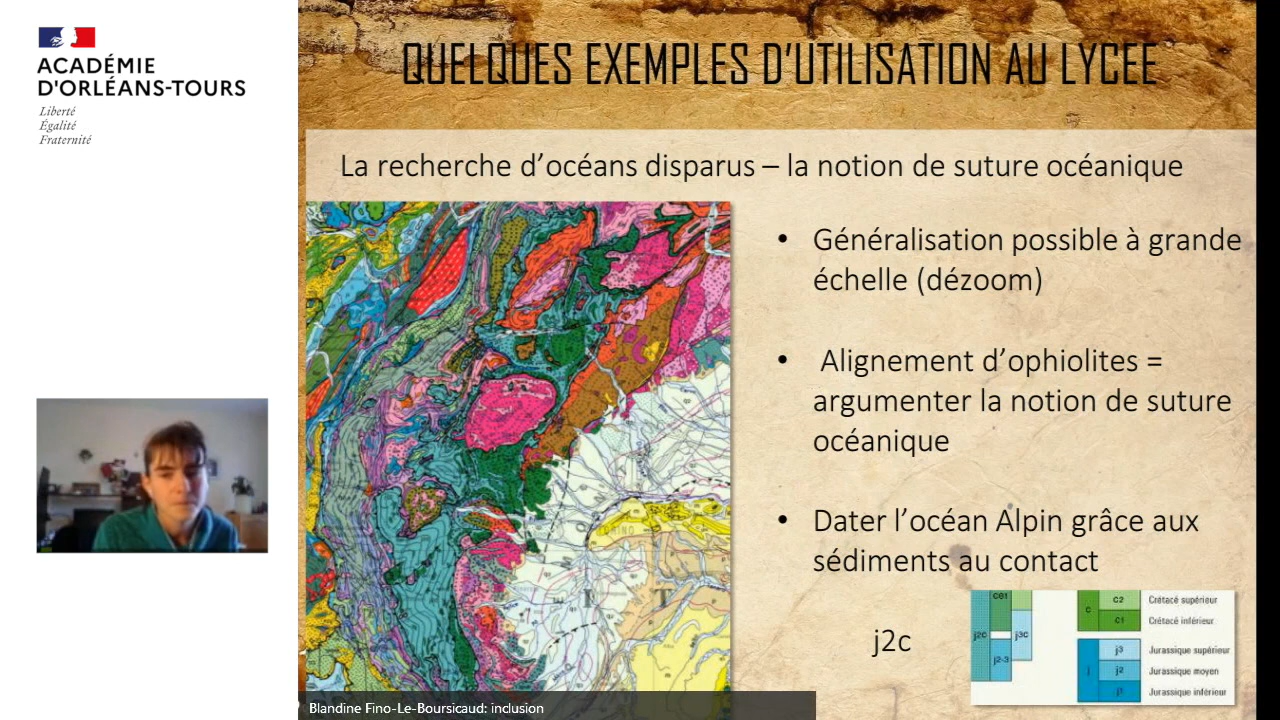 ACADÉMIE
D'ORLÉANS-TOURS
Liberté
Égalité
Fraternité
QUELQUES EXEMPLES D'UTILISATION AU LYCEE
La recherche d'océans disparus – la notion de suture océanique
• Généralisation possible à grande
échelle (dézoom)
• Alignement d'ophiolites =
argumenter la notion de suture
océanique
• Dater l'océan Alpin grâce aux
sédiments au contact
j2c
ce1
j2c
j3c
j2-3
c
c2
Crétacé supérieur
c1
Crétacé inférieur
j
j3
Jurassique supérieur
j2
Jurassique moyen
j1
Jurassique inférieur
Blandine Fino-Le-Boursicaud: inclusion